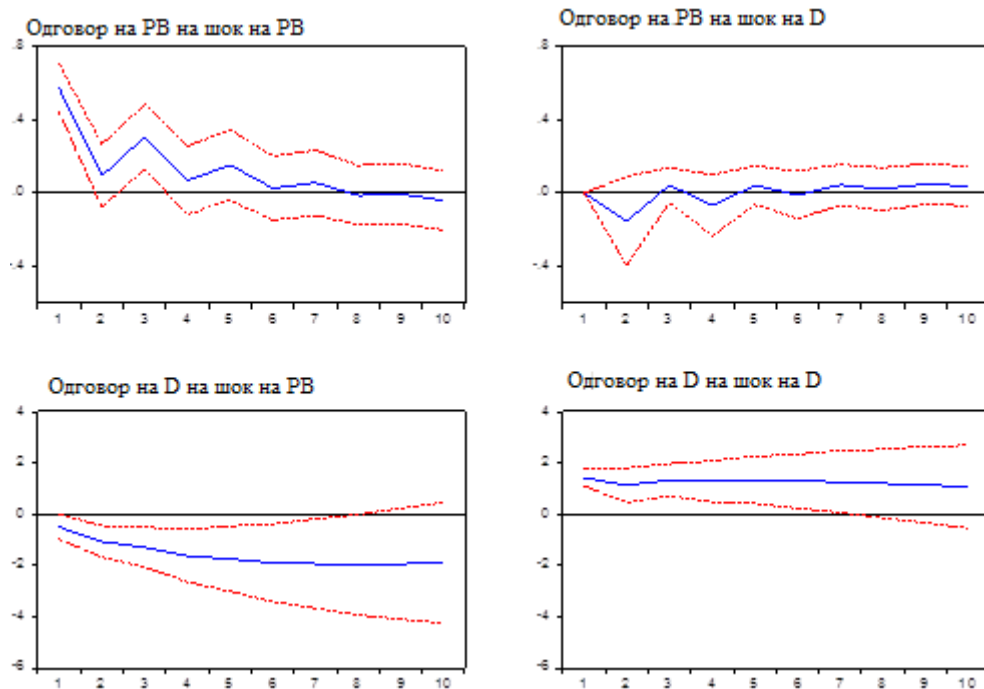 Одговор на PB на шок на PB
.8
.4
.0
-.4
1 2 3 4 5 6 7 8 9 10
Одговор на PB на шок на D
.8
.4
.0
-.4
1 2 3 4 5 6 7 8 9 10
Одговор на D на шок на PB
4
2
0
-2
-4
-6
1 2 3 4 5 6 7 8 9 10
Одговор на D на шок на D
4
2
0
-2
-4
-6
1 2 3 4 5 6 7 8 9 10